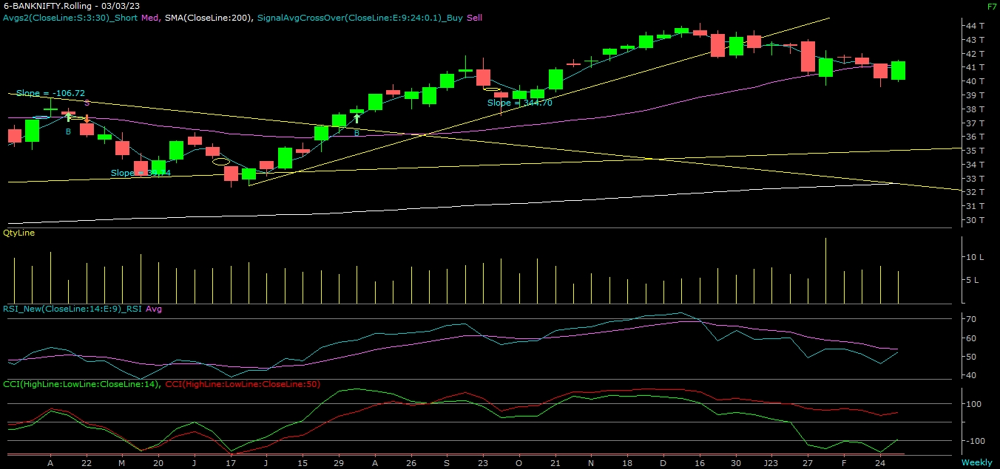 6-BANKNIFTY.Rolling - 03/03/23
F7
Avgs2(CloseLine:S:3:30)_Short Med, SMA(CloseLine:200), SignalAvgCrossOver(CloseLine:E:9:24:0.1)_Buy Sell
44 T
43 T
42 T
41 T
40 T
39 T
38 T
37 T
36 T
35 T
34 T
33 T
32 T
31 T
30 T
Slope = -106.72
S
B
Slope = 344.70
B
QtyLine
10 L
5 L
RSI_New(CloseLine:14:E:9)_RSI Avg
70
60
50
40
CCI(HighLine:LowLine:CloseLine:14), CCI(HighLine:LowLine:CloseLine:50)
100
-100
A 22 M 20 J 17 J 15 29 A 26 S 23 O 21 N 18 D 16 30 J23 27 F 24
Weekly